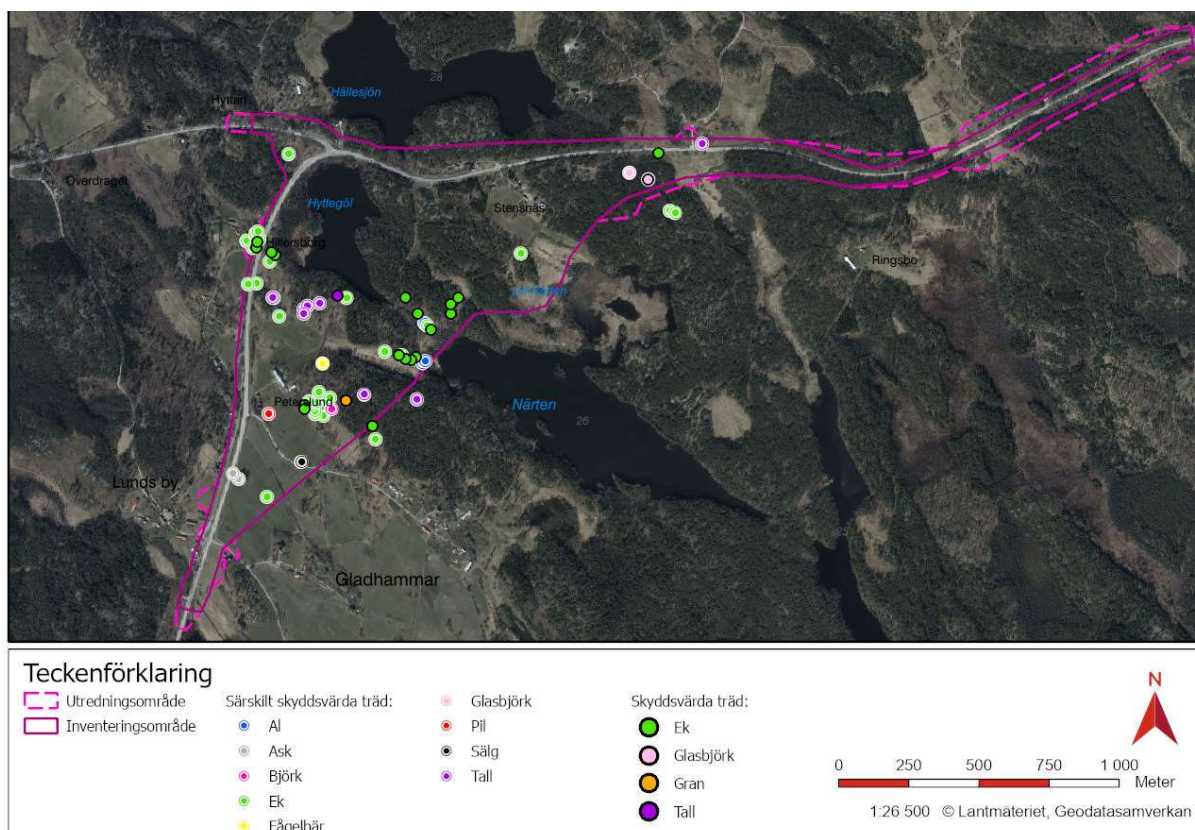 28
Hällesjön
Hyttan
Överdraget
Hyttegöl
Stensnäs
Hillersborg
Ringsbo
Närten
26
Peterslund
Lunds by
Gladhammar
Teckenförklaring
Utredningsområde
Inventeringsområde
Särskilt skyddsvärda träd:
Al
Ask
Björk
Ek
Fågelbär
Glasbjörk
Pil
Sälg
Tall
Skyddsvärda träd:
Ek
Glasbjörk
Gran
Tall
N
0 250 500 750 1 000
Meter
1:26 500 © Lantmäteriet, Geodatasamverkan